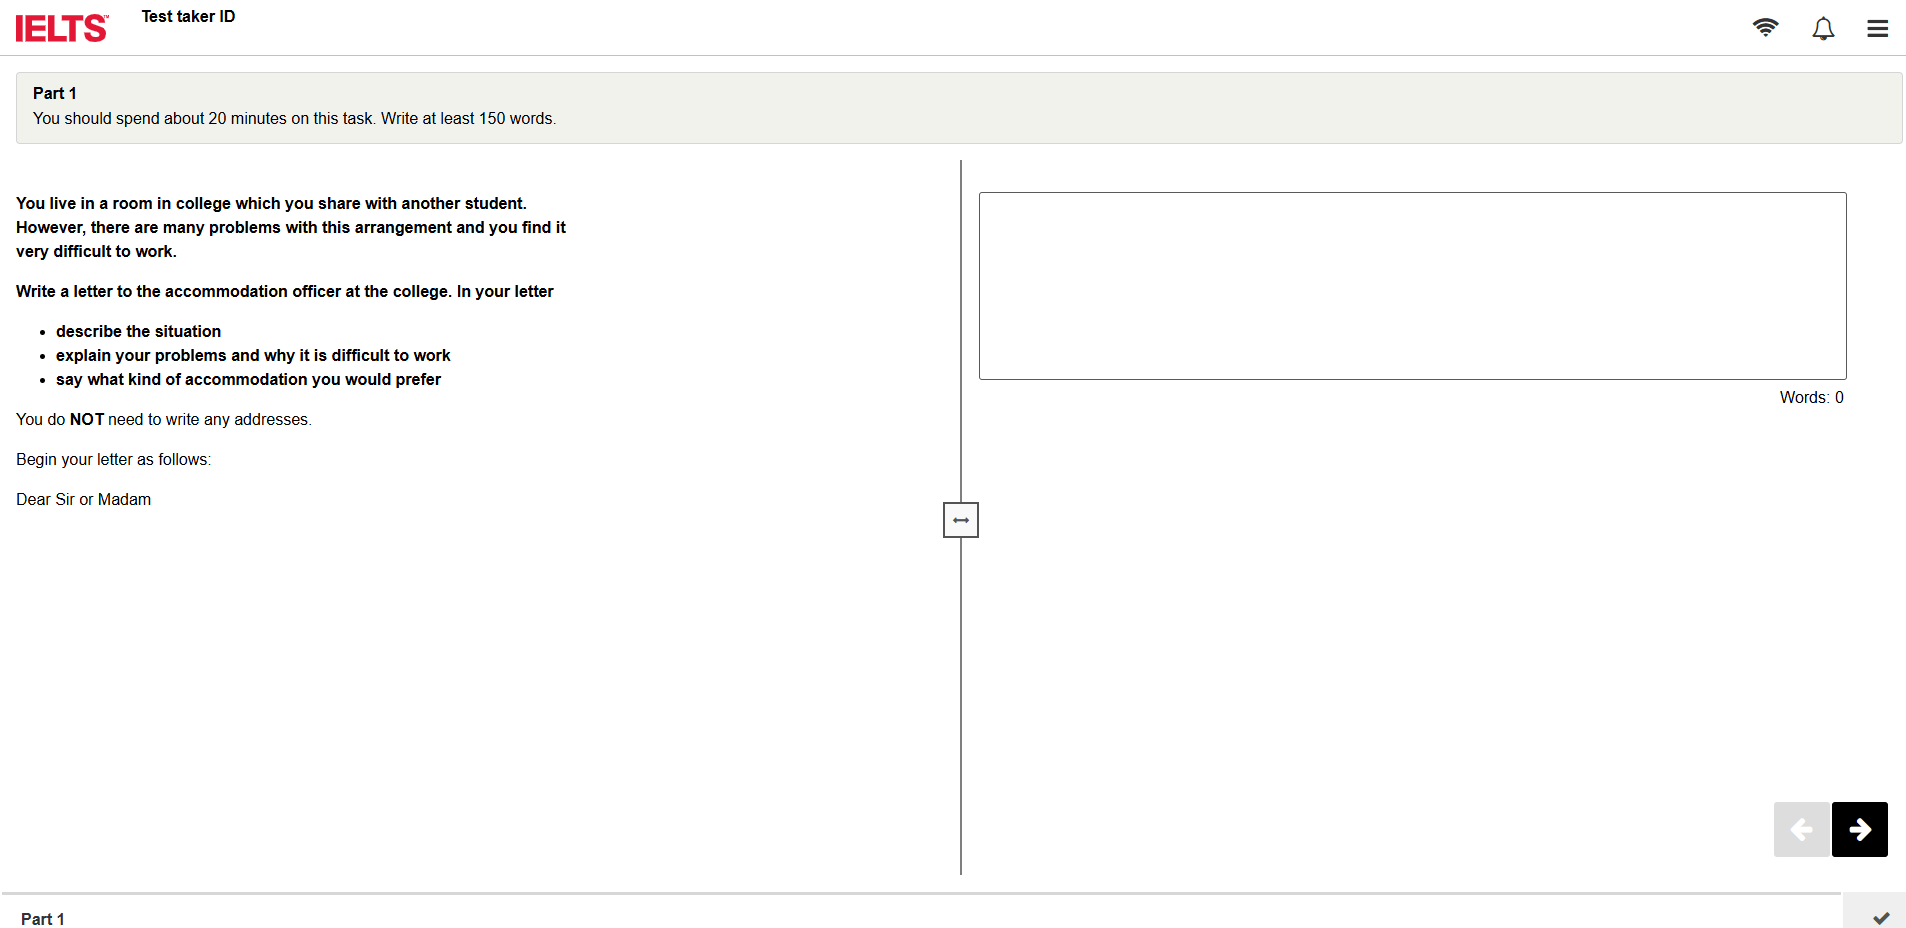 IELTS™
Test taker ID
Part 1
You should spend about 20 minutes on this task. Write at least 150 words.
You live in a room in college which you share with another student.
However, there are many problems with this arrangement and you find it
very difficult to work.
Write a letter to the accommodation officer at the college. In your letter
• describe the situation
• explain your problems and why it is difficult to work
• say what kind of accommodation you would prefer
You do NOT need to write any addresses.
Begin your letter as follows:
Dear Sir or Madam
Words: 0
Part 1